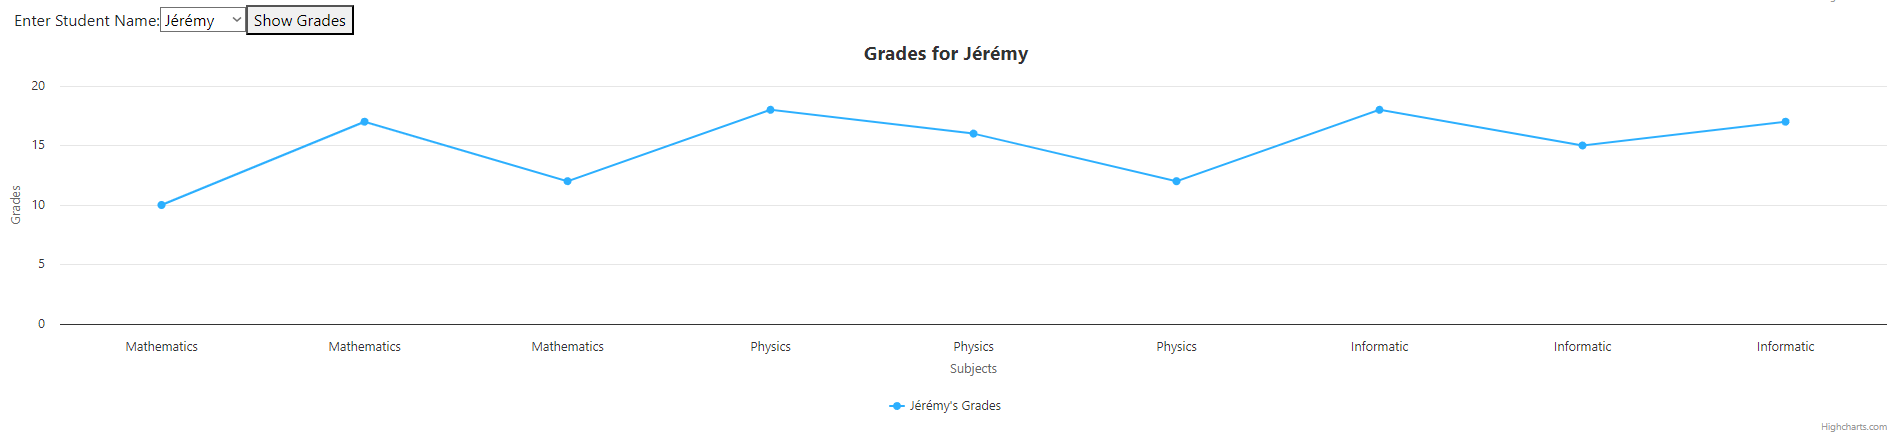 Enter Student Name: Jérémy Show Grades
Grades for Jérémy
Grades
20
15
10
5
0
Mathematics Mathematics Mathematics Physics Physics Physics Informatic Informatic Informatic
Subjects
Jérémy's Grades
Highcharts.com